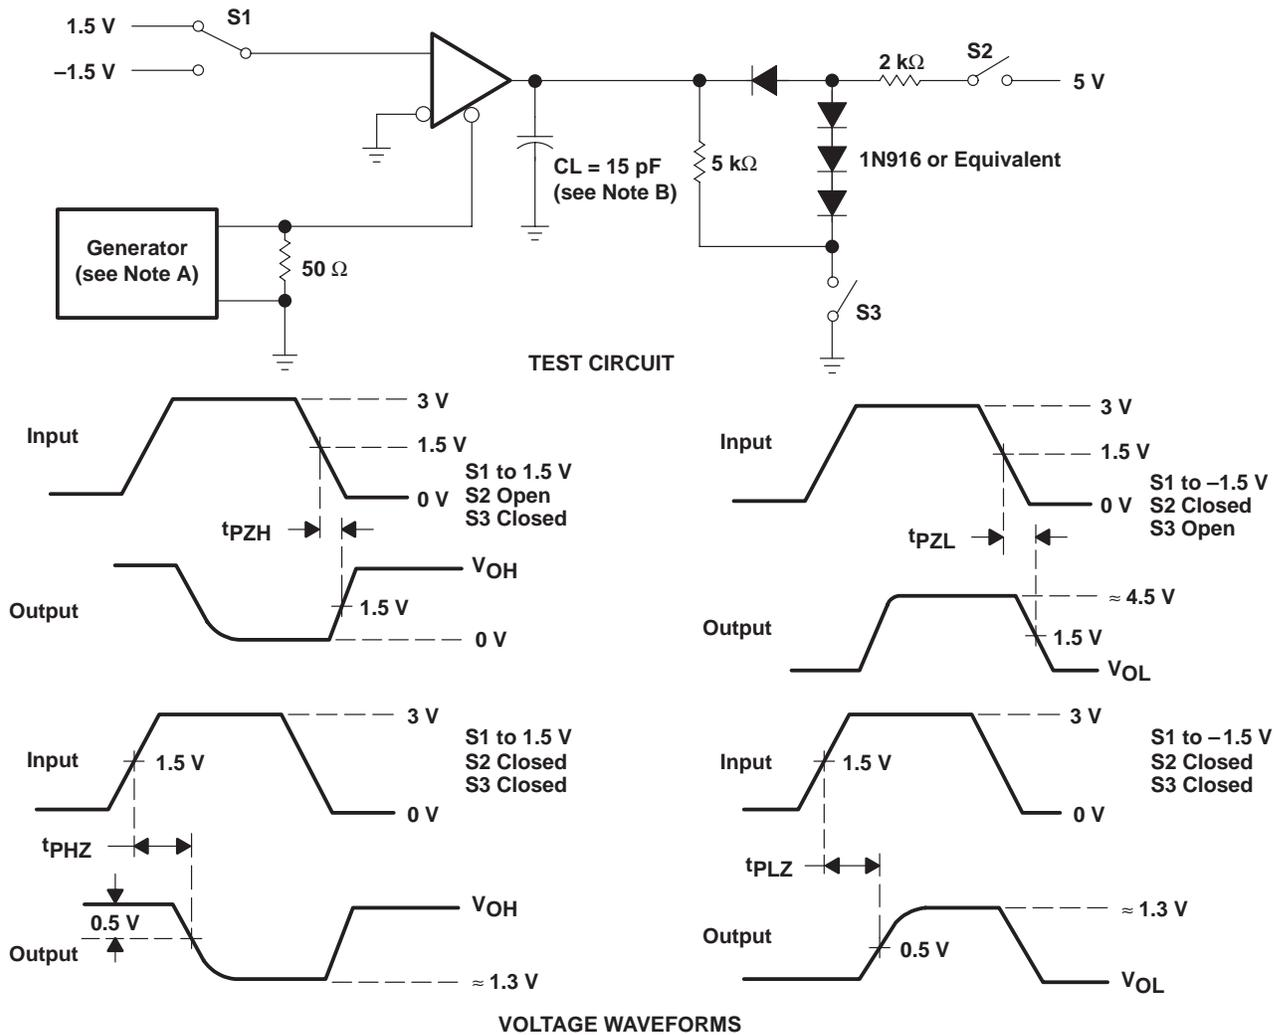 1.5 V
S1
–1.5 V
S2
2 kΩ
5 V
CL = 15 pF
(see Note B)
5 kΩ
1N916 or Equivalent
Generator
(see Note A)
50 Ω
S3
TEST CIRCUIT
Input
3 V
1.5 V
0 V
S1 to 1.5 V
S2 Open
S3 Closed
tPZH
Output
VOH
1.5 V
0 V
Input
3 V
1.5 V
0 V
S1 to –1.5 V
S2 Closed
S3 Open
tPZL
Output
≈ 4.5 V
1.5 V
VOL
Input
3 V
1.5 V
0 V
S1 to 1.5 V
S2 Closed
S3 Closed
tPHZ
0.5 V
Output
VOH
≈ 1.3 V
Input
3 V
1.5 V
0 V
S1 to –1.5 V
S2 Closed
S3 Closed
tPLZ
Output
≈ 1.3 V
0.5 V
VOL
VOLTAGE WAVEFORMS